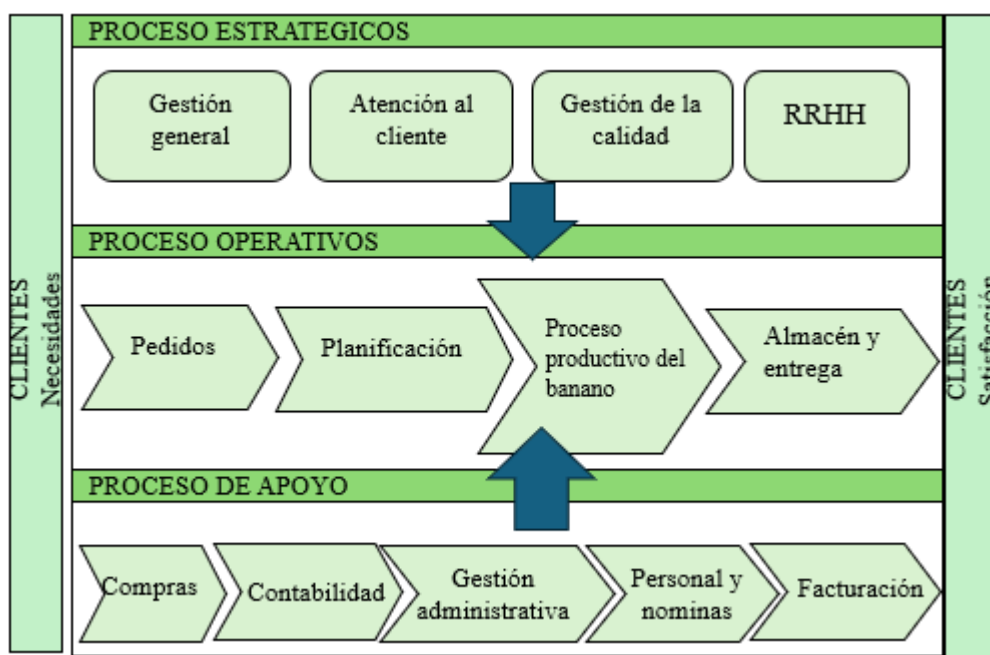 CLIENTES
Necesidades
PROCESO ESTRATEGICOS
Gestión
general
Atención al
cliente
Gestión de la
calidad
RRHH
PROCESO OPERATIVOS
Pedidos
Planificación
Proceso
productivo del
banano
Almacén y
entrega
PROCESO DE APOYO
Compras
Contabilidad
Gestión
administrativa
Personal y
nominas
Facturación
CLIENTES
Satisfacción